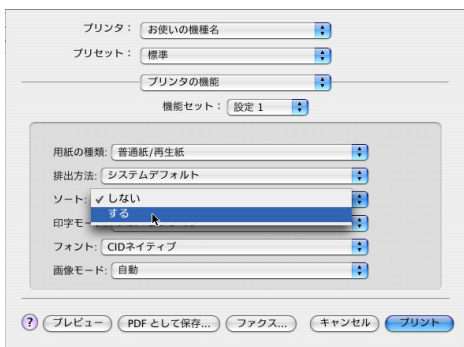 プリンタ： お使いの機種名
プリセット： 標準
プリンタの機能
機能セット： 設定 1
用紙の種類： 普通紙/再生紙
排出方法： システムデフォルト
ソート： ✓ しない
する
印字モ
フォント： CIDネイティブ
画像モード： 自動
? プレビュー PDF として保存... ファクス... キャンセル プリント